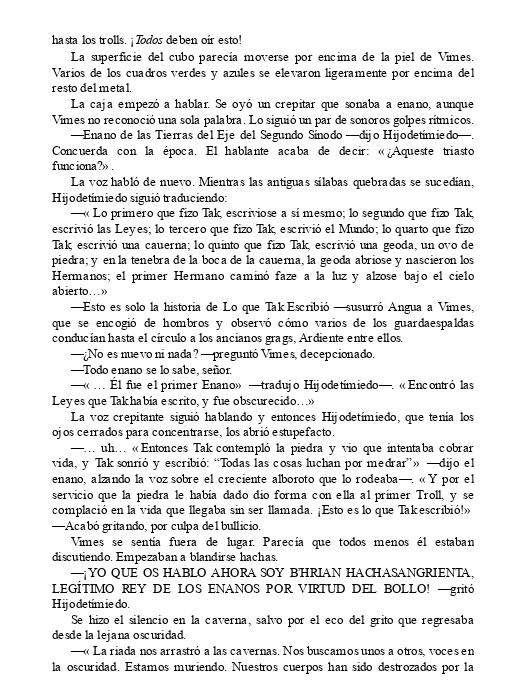 hasta los trolls. ¡Todos deben oír esto!
La superficie del cubo parecía moverse por encima de la piel de Vimes.
Varios de los cuadros verdes y azules se elevaron ligeramente por encima del
resto del metal.
La caja empezó a hablar. Se oyó un crepitar que sonaba a enano, aunque
Vimes no reconoció una sola palabra. Lo siguió un par de sonoros golpes rítmicos.
—Enano de las Tierras del Eje del Segundo Sínodo —dijo Hijodetímiedo—.
Concuerda con la época. El hablante acaba de decir: «¿Aqueste triasto
funciona?».
La voz habló de nuevo. Mientras las antiguas sílabas quebradas se sucedían,
Hijodetímiedo siguió traduciendo:
—«Lo primero que fizo Tak, escriviose a sí mesmo; lo segundo que fizo Tak,
escrivió las Leyes; lo tercero que fizo Tak, escrivió el Mundo; lo quarto que fizo
Tak, escrivió una cauerna; lo quinto que fizo Tak, escrivió una geoda, un ovo de
piedra; y en la tenebra de la boca de la cauerna, la geoda abriose y nascieron los
Hermanos; el primer Hermano caminó faze a la luz y alzose bajo el cielo
abierto…»
—Esto es solo la historia de Lo que Tak Escribió —susurró Angua a Vimes,
que se encogió de hombros y observó cómo varios de los guardaespaldas
conducían hasta el círculo a los ancianos grags, Ardiente entre ellos.
—¿No es nuevo ni nada? —preguntó Vimes, decepcionado.
—Todo enano se lo sabe, señor.
—«… Él fue el primer Enano» —tradujo Hijodetímiedo—. «Encontró las
Leyes que Tak había escrito, y fue obscurecido…»
La voz crepitante siguió hablando y entonces Hijodetímiedo, que tenía los
ojos cerrados para concentrarse, los abrió estupefacto.
—… uh… «Entonces Tak contempló la piedra y vio que intentaba cobrar
vida, y Tak sonrió y escribió: “Todas las cosas luchan por medrar”» —dijo el
enano, alzando la voz sobre el creciente alboroto que lo rodeaba—. «Y por el
servicio que la piedra le había dado dio forma con ella al primer Troll, y se
complació en la vida que llegaba sin ser llamada. ¡Esto es lo que Tak escribió!»
—Acabó gritando, por culpa del bullicio.
Vimes se sentía fuera de lugar. Parecía que todos menos él estaban
discutiendo. Empezaban a blandirse hachas.
—¡YO QUE OS HABLO AHORA SOY B'HRIAN HACHASANGRIENTA,
LEGÍTIMO REY DE LOS ENANOS POR VIRTUD DEL BOLLO! —gritó
Hijodetímiedo.
Se hizo el silencio en la caverna, salvo por el eco del grito que regresaba
desde la lejana oscuridad.
—«La riada nos arrastró a las cavernas. Nos buscamos unos a otros, voces en
la oscuridad. Estamos muriendo. Nuestros cuerpos han sido destrozados por la